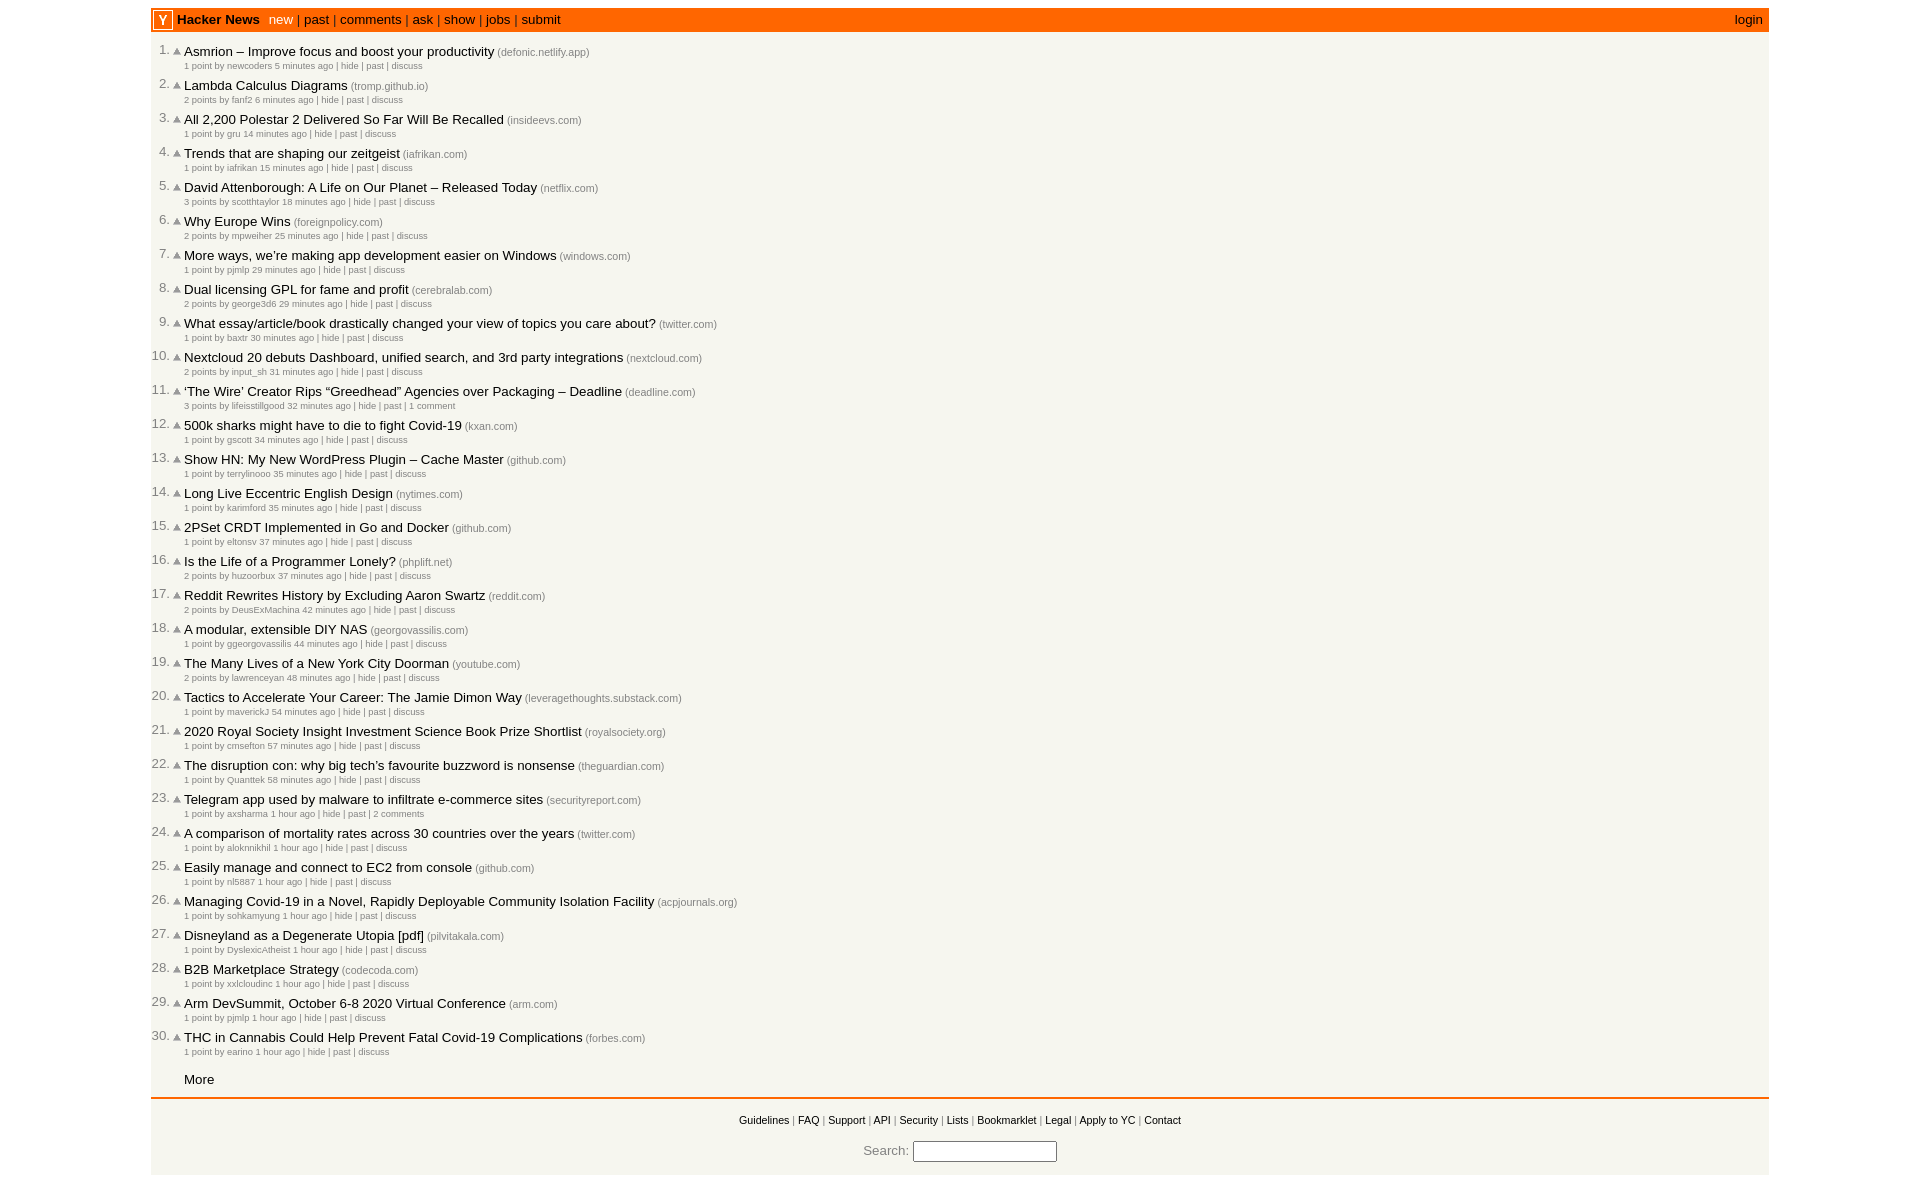 Y Hacker News new | past | comments | ask | show | jobs | submit login
1. Asmrion – Improve focus and boost your productivity (defonic.netlify.app)
1 point by newcoders 5 minutes ago | hide | past | discuss
2. Lambda Calculus Diagrams (tromp.github.io)
2 points by fanf2 6 minutes ago | hide | past | discuss
3. All 2,200 Polestar 2 Delivered So Far Will Be Recalled (insideevs.com)
1 point by gru 14 minutes ago | hide | past | discuss
4. Trends that are shaping our zeitgeist (iafrikan.com)
1 point by iafrikan 15 minutes ago | hide | past | discuss
5. David Attenborough: A Life on Our Planet – Released Today (netflix.com)
3 points by scotthtaylor 18 minutes ago | hide | past | discuss
6. Why Europe Wins (foreignpolicy.com)
2 points by mpweiher 25 minutes ago | hide | past | discuss
7. More ways, we’re making app development easier on Windows (windows.com)
1 point by pjmlp 29 minutes ago | hide | past | discuss
8. Dual licensing GPL for fame and profit (cerebralab.com)
2 points by george3d6 29 minutes ago | hide | past | discuss
9. What essay/article/book drastically changed your view of topics you care about? (twitter.com)
1 point by baxtr 30 minutes ago | hide | past | discuss
10. Nextcloud 20 debuts Dashboard, unified search, and 3rd party integrations (nextcloud.com)
2 points by input_sh 31 minutes ago | hide | past | discuss
11. ‘The Wire’ Creator Rips “Greedhead” Agencies over Packaging – Deadline (deadline.com)
3 points by lifeisstillgood 32 minutes ago | hide | past | 1 comment
12. 500k sharks might have to die to fight Covid-19 (kxan.com)
1 point by gscott 34 minutes ago | hide | past | discuss
13. Show HN: My New WordPress Plugin – Cache Master (github.com)
1 point by terrylinooo 35 minutes ago | hide | past | discuss
14. Long Live Eccentric English Design (nytimes.com)
1 point by karimford 35 minutes ago | hide | past | discuss
15. 2PSet CRDT Implemented in Go and Docker (github.com)
1 point by eltonsv 37 minutes ago | hide | past | discuss
16. Is the Life of a Programmer Lonely? (phplift.net)
2 points by huzoorbux 37 minutes ago | hide | past | discuss
17. Reddit Rewrites History by Excluding Aaron Swartz (reddit.com)
2 points by DeusExMachina 42 minutes ago | hide | past | discuss
18. A modular, extensible DIY NAS (georgovassilis.com)
1 point by ggeorgovassilis 44 minutes ago | hide | past | discuss
19. The Many Lives of a New York City Doorman (youtube.com)
2 points by lawrenceyan 48 minutes ago | hide | past | discuss
20. Tactics to Accelerate Your Career: The Jamie Dimon Way (leveragethoughts.substack.com)
1 point by maverickJ 54 minutes ago | hide | past | discuss
21. 2020 Royal Society Insight Investment Science Book Prize Shortlist (royalsociety.org)
1 point by cmsefton 57 minutes ago | hide | past | discuss
22. The disruption con: why big tech’s favourite buzzword is nonsense (theguardian.com)
1 point by Quanttek 58 minutes ago | hide | past | discuss
23. Telegram app used by malware to infiltrate e-commerce sites (securityreport.com)
1 point by axsharma 1 hour ago | hide | past | 2 comments
24. A comparison of mortality rates across 30 countries over the years (twitter.com)
1 point by aloknnikhil 1 hour ago | hide | past | discuss
25. Easily manage and connect to EC2 from console (github.com)
1 point by nl5887 1 hour ago | hide | past | discuss
26. Managing Covid-19 in a Novel, Rapidly Deployable Community Isolation Facility (acpjournals.org)
1 point by sohkamyung 1 hour ago | hide | past | discuss
27. Disneyland as a Degenerate Utopia [pdf] (pilvitakala.com)
1 point by DyslexicAtheist 1 hour ago | hide | past | discuss
28. B2B Marketplace Strategy (codecoda.com)
1 point by xxlcloudinc 1 hour ago | hide | past | discuss
29. Arm DevSummit, October 6-8 2020 Virtual Conference (arm.com)
1 point by pjmlp 1 hour ago | hide | past | discuss
30. THC in Cannabis Could Help Prevent Fatal Covid-19 Complications (forbes.com)
1 point by earino 1 hour ago | hide | past | discuss
More
Guidelines | FAQ | Support | API | Security | Lists | Bookmarklet | Legal | Apply to YC | Contact
Search: